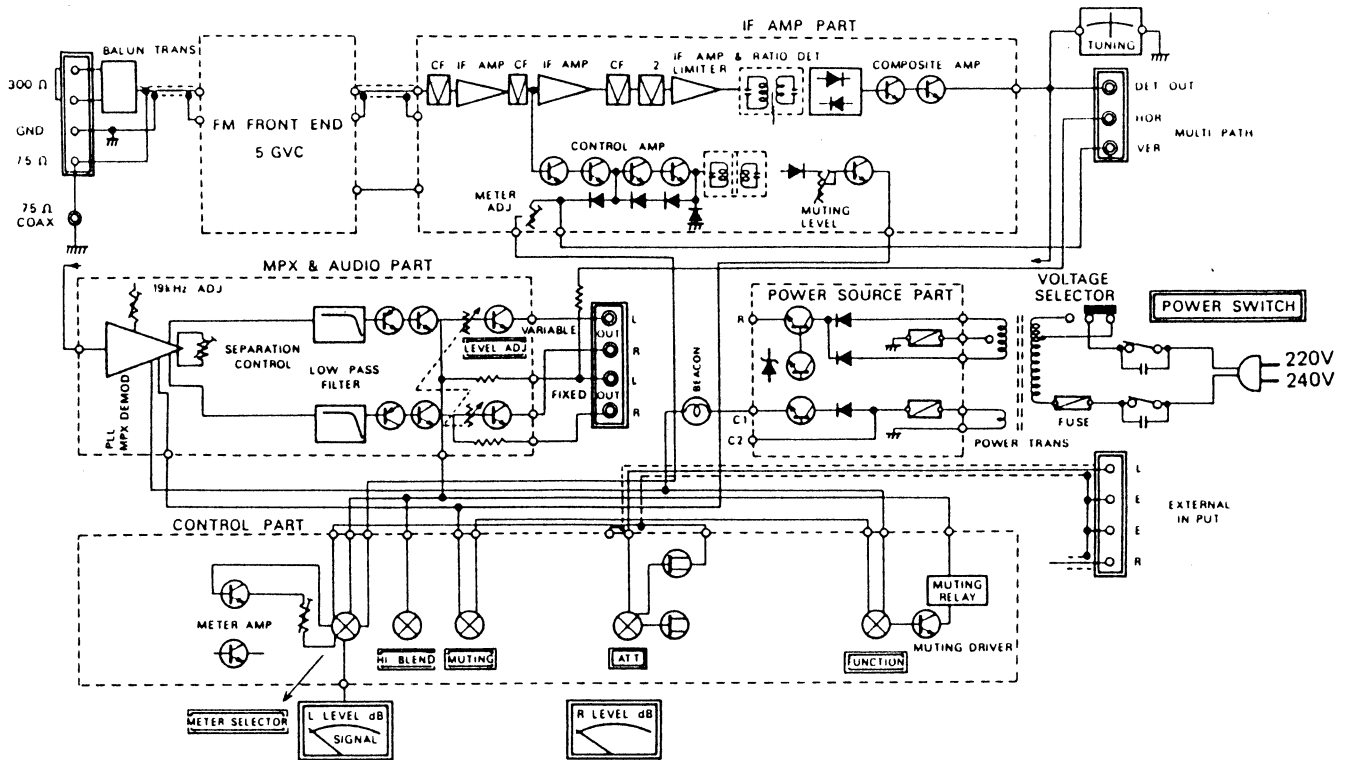 IF AMP PART
TUNING
BALUN TRANS
300 Ω
GND
75 Ω
75 Ω
COAX
FM FRONT END
5 GVC
CF
IF AMP
CF
IF AMP
CF
2
IF AMP & RATIO DET
LIMITER
COMPOSITE AMP
DET OUT
HOR
MULTI PATH
VER
CONTROL AMP
METER
ADJ
MUTING
LEVEL
MPX & AUDIO PART
19kHz ADJ
SEPARATION
CONTROL
LOW PASS
FILTER
PLL
MPX DEMOD
LEVEL ADJ
VARIABLE
OUT
L
R
FIXED
OUT
L
R
BEACON
POWER SOURCE PART
R
C1
C2
POWER TRANS
VOLTAGE
SELECTOR
POWER SWITCH
220V
240V
FUSE
L
E
E
R
EXTERNAL
IN PUT
CONTROL PART
METER AMP
HI BLEND
MUTING
ATT
FUNCTION
MUTING
RELAY
MUTING DRIVER
METER SELECTOR
L LEVEL dB
SIGNAL
R LEVEL dB